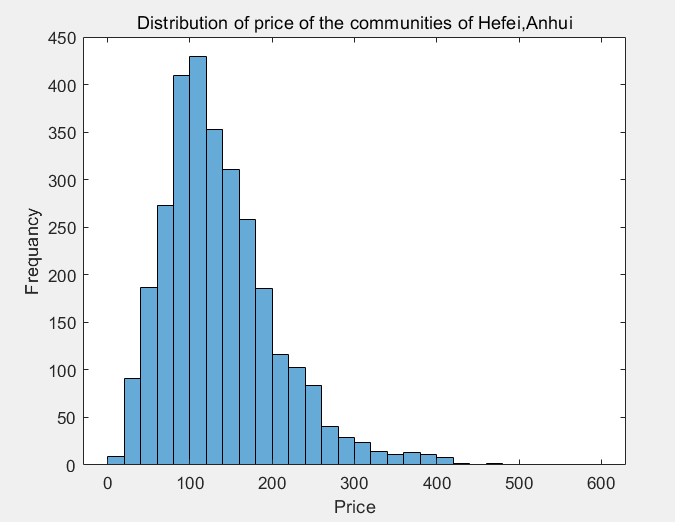 Distribution of price of the communities of Hefei,Anhui
450
400
350
300
250
200
150
100
50
0
Frequancy
0 100 200 300 400 500 600
Price